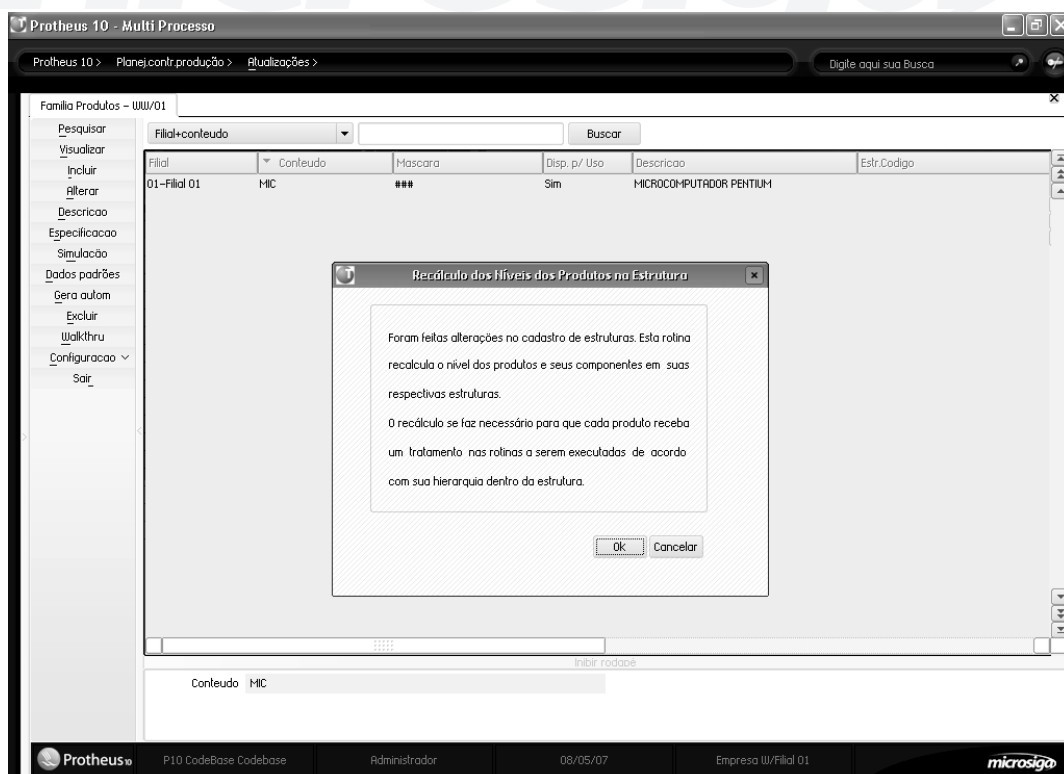 Protheus 10 - Multi Processo
Protheus 10 > Planej.contr.produção > Atualizações >
Digite aqui sua Busca
Familia Produtos - WW/01
Pesquisar
Visualizar
Incluir
Alterar
Descricao
Especificacao
Simulacão
Dados padrões
Gera autom
Excluir
Walkthru
Configuracao
Sair
Filial+conteudo
Buscar
Filial Conteudo Mascara Disp. p/ Uso Descricao Estr.Codigo
01-Filial 01 MIC ### Sim MICROCOMPUTADOR PENTIUM
Recálculo dos Níveis dos Produtos na Estrutura
Foram feitas alterações no cadastro de estruturas. Esta rotina
recalcula o nível dos produtos e seus componentes em suas
respectivas estruturas.
O recálculo se faz necessário para que cada produto receba
um tratamento nas rotinas a serem executadas de acordo
com sua hierarquia dentro da estrutura.
Ok Cancelar
Inibir rodapé
Conteudo MIC
Protheus10 P10 CodeBase Codebase Administrador 08/05/07 Empresa W/Filial 01 microsiga